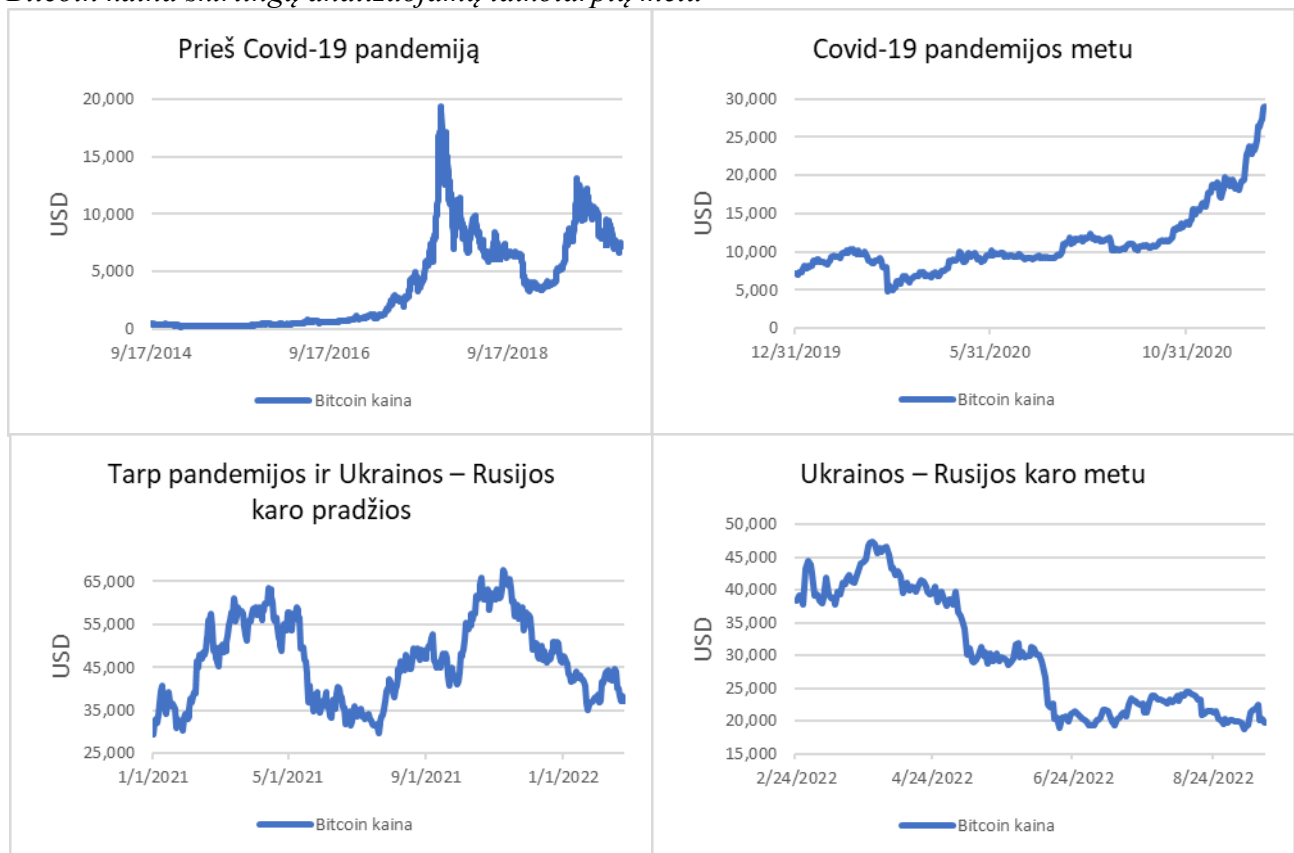 Bitcoin kaina skirtingų analizuojamų laikotarpių metu
Prieš Covid-19 pandemiją
20,000
15,000
10,000
5,000
0
USD
9/17/2014
9/17/2016
9/17/2018
Bitcoin kaina
Covid-19 pandemijos metu
30,000
25,000
20,000
15,000
10,000
5,000
0
USD
12/31/2019
5/31/2020
10/31/2020
Bitcoin kaina
Tarp pandemijos ir Ukrainos – Rusijos
karo pradžios
65,000
55,000
45,000
35,000
25,000
USD
1/1/2021
5/1/2021
9/1/2021
1/1/2022
Bitcoin kaina
Ukrainos – Rusijos karo metu
50,000
45,000
40,000
35,000
30,000
25,000
20,000
15,000
USD
2/24/2022
4/24/2022
6/24/2022
8/24/2022
Bitcoin kaina